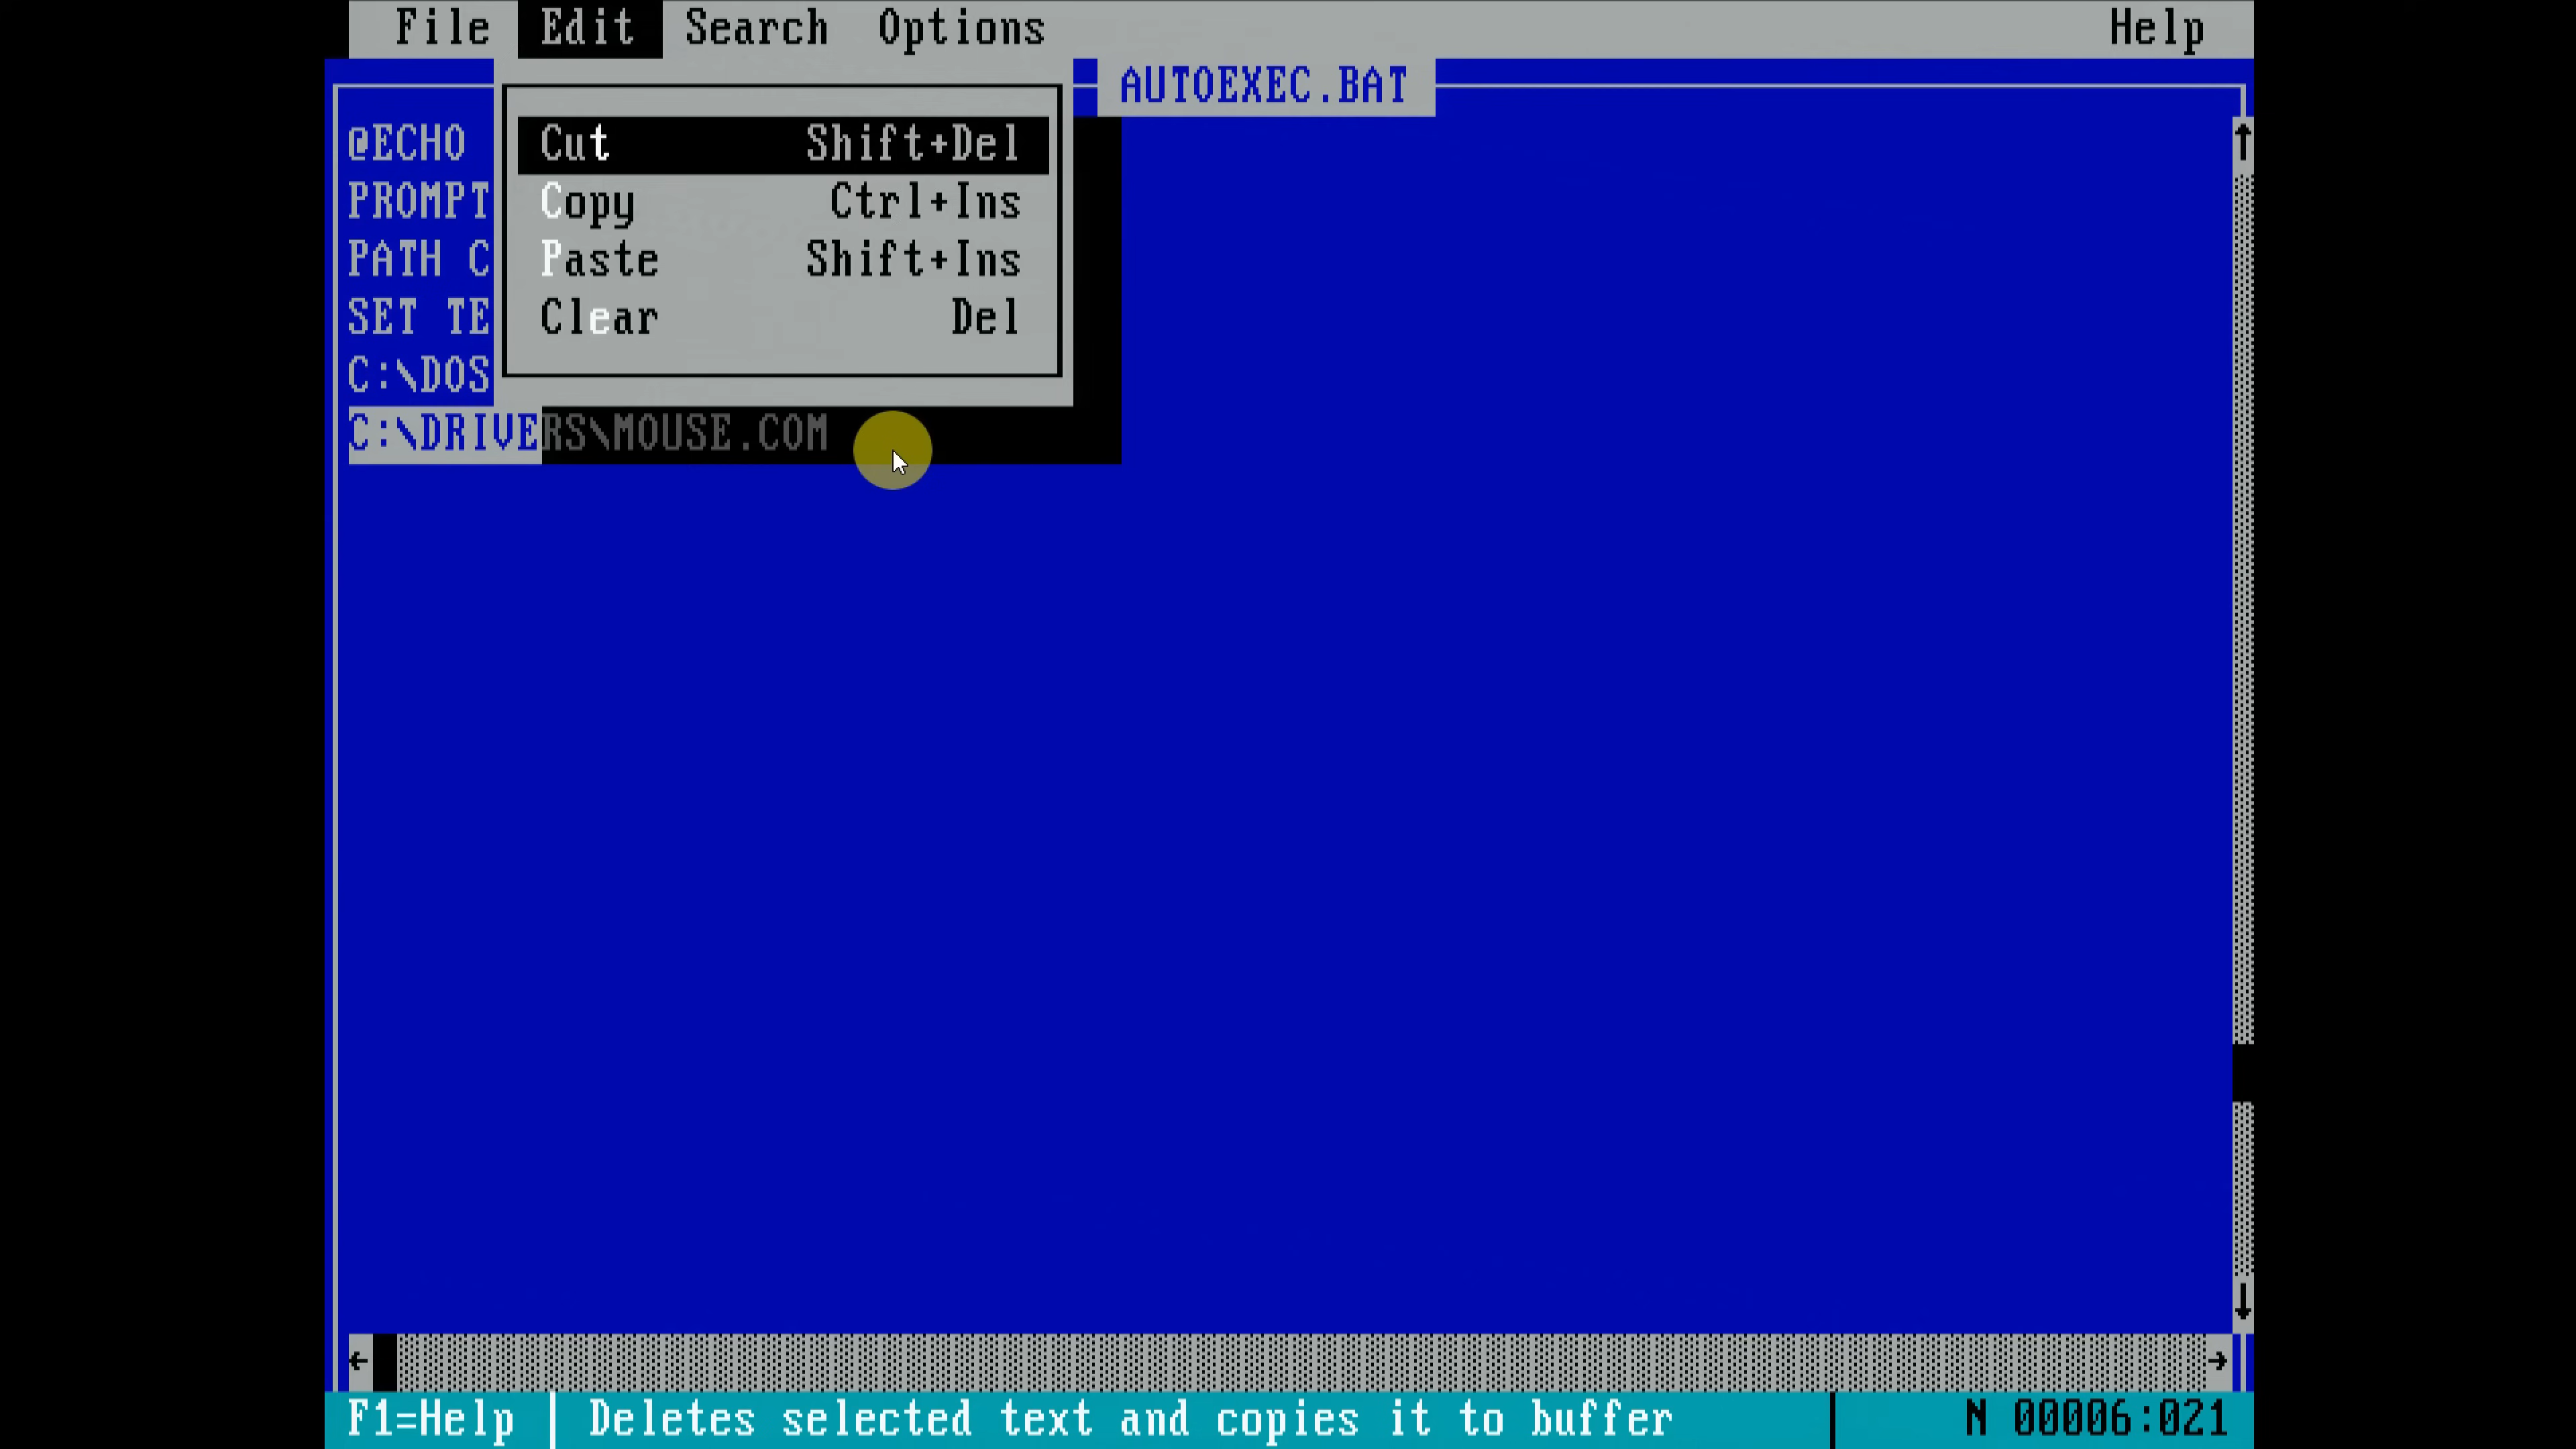 File Edit Search Options Help
AUTOEXEC.BAT
@ECHO
PROMPT
PATH C
SET TE
C:\DOS
Cut Shift+Del
Copy Ctrl+Ins
Paste Shift+Ins
Clear Del
C:\DRIVERS\MOUSE.COM
F1=Help Deletes selected text and copies it to buffer N 00006:021